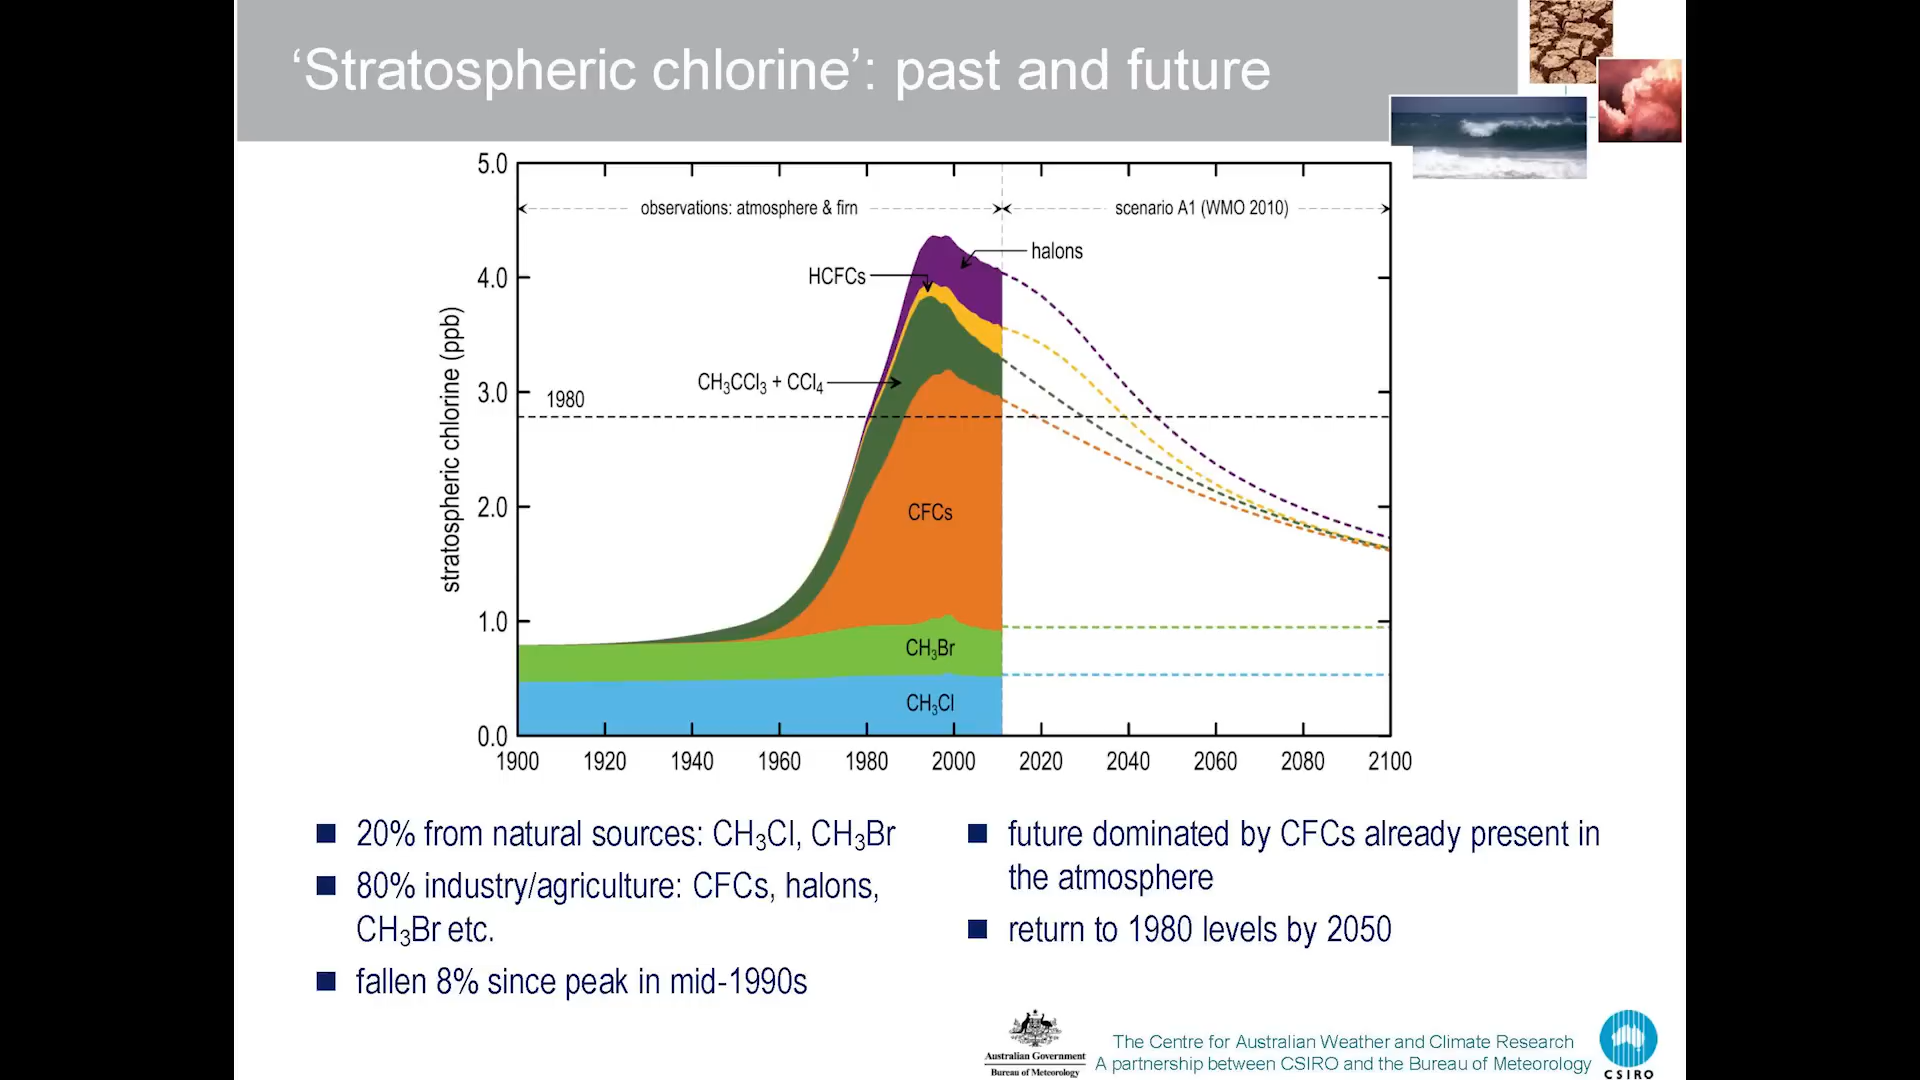 ‘Stratospheric chlorine’: past and future
5.0
observations: atmosphere & firn
scenario A1 (WMO 2010)
halons
HCFCs
4.0
CH₃CCl₃ + CCl₄
3.0
1980
stratospheric chlorine (ppb)
CFCs
2.0
1.0
CH₃Br
CH₃Cl
0.0
1900 1920 1940 1960 1980 2000 2020 2040 2060 2080 2100
20% from natural sources: CH₃Cl, CH₃Br
80% industry/agriculture: CFCs, halons,
CH₃Br etc.
fallen 8% since peak in mid-1990s
future dominated by CFCs already present in
the atmosphere
return to 1980 levels by 2050
Australian Government
Bureau of Meteorology
The Centre for Australian Weather and Climate Research
A partnership between CSIRO and the Bureau of Meteorology
CSIRO